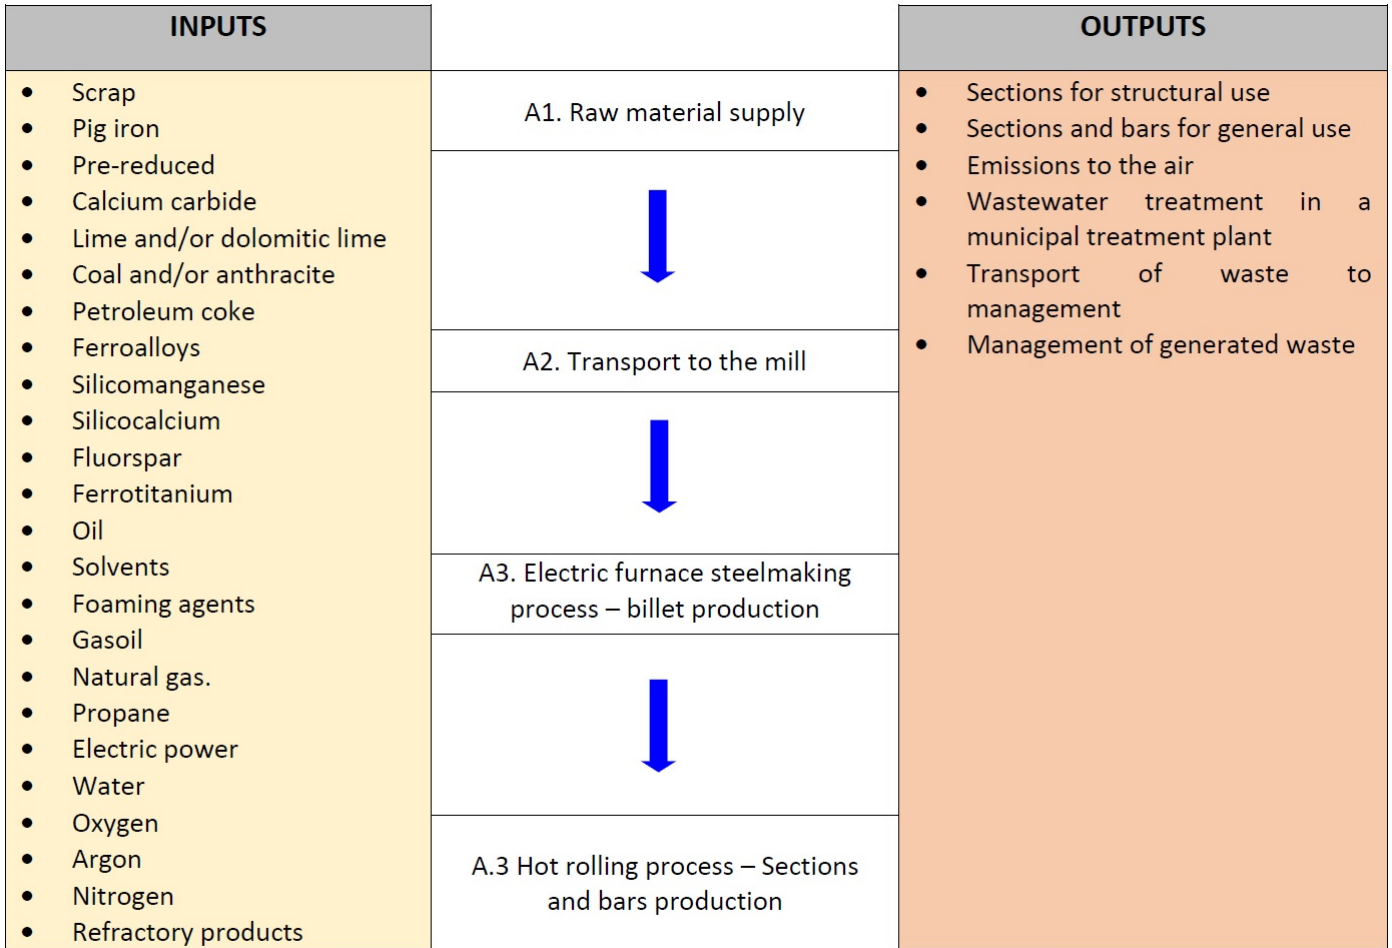 INPUTS
• Scrap
• Pig iron
• Pre-reduced
• Calcium carbide
• Lime and/or dolomitic lime
• Coal and/or anthracite
• Petroleum coke
• Ferroalloys
• Silicomanganese
• Silicocalcium
• Fluorspar
• Ferrotitanium
• Oil
• Solvents
• Foaming agents
• Gasoil
• Natural gas.
• Propane
• Electric power
• Water
• Oxygen
• Argon
• Nitrogen
• Refractory products
A1. Raw material supply
A2. Transport to the mill
A3. Electric furnace steelmaking
process – billet production
A.3 Hot rolling process – Sections
and bars production
OUTPUTS
• Sections for structural use
• Sections and bars for general use
• Emissions to the air
• Wastewater treatment in a
municipal treatment plant
• Transport of waste to
management
• Management of generated waste